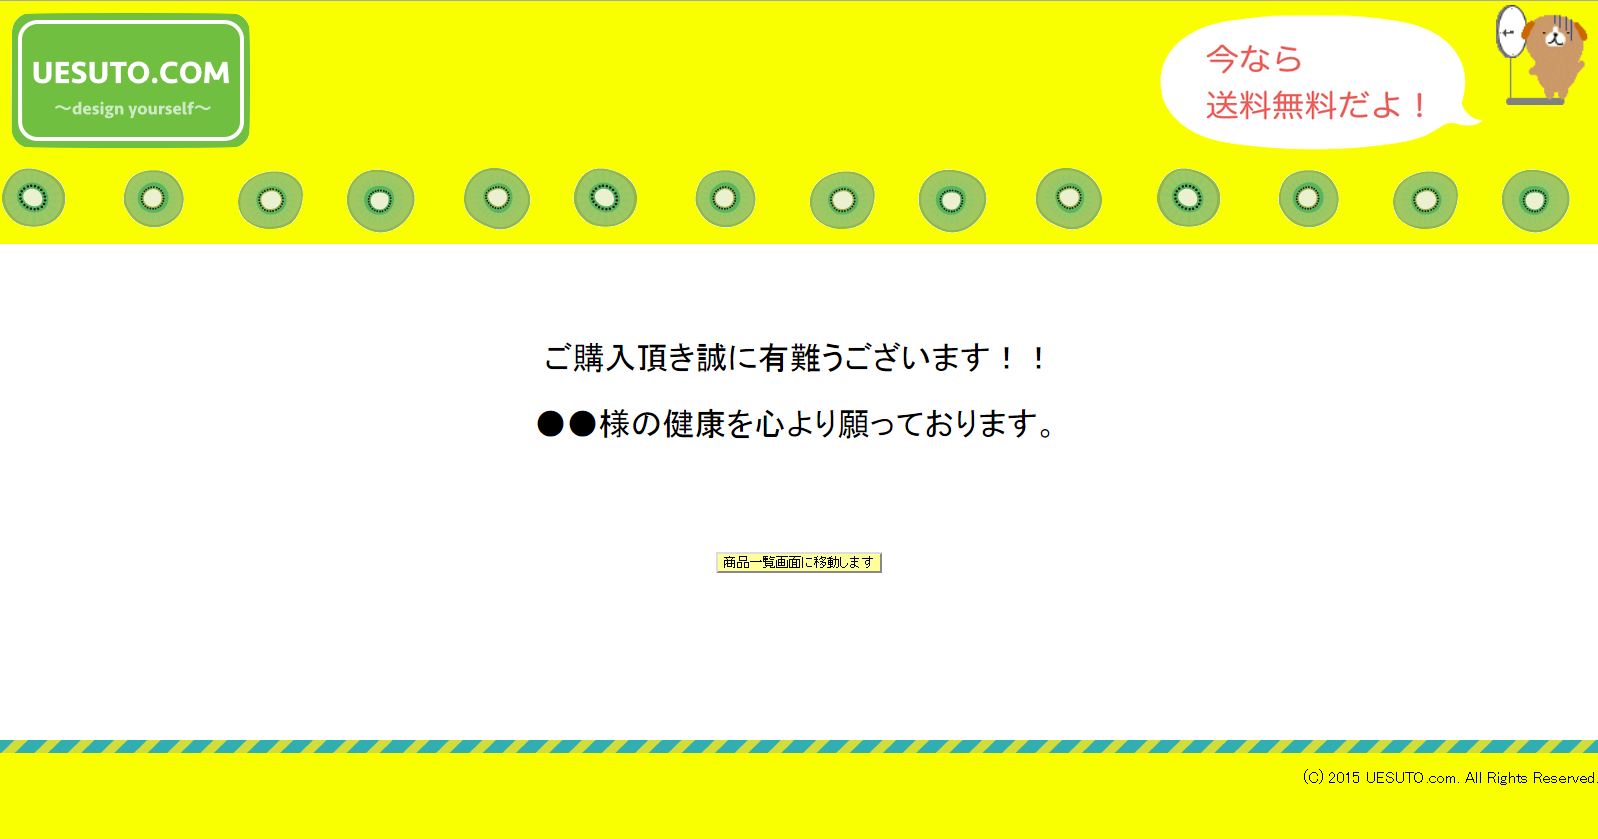 UESUTO.COM
～design yourself～
今なら
送料無料だよ！
ご購入頂き誠に有難うございます！！
●●様の健康を心より願っております。
商品一覧画面に移動します
(C) 2015 UESUTO.com. All Rights Reserved.